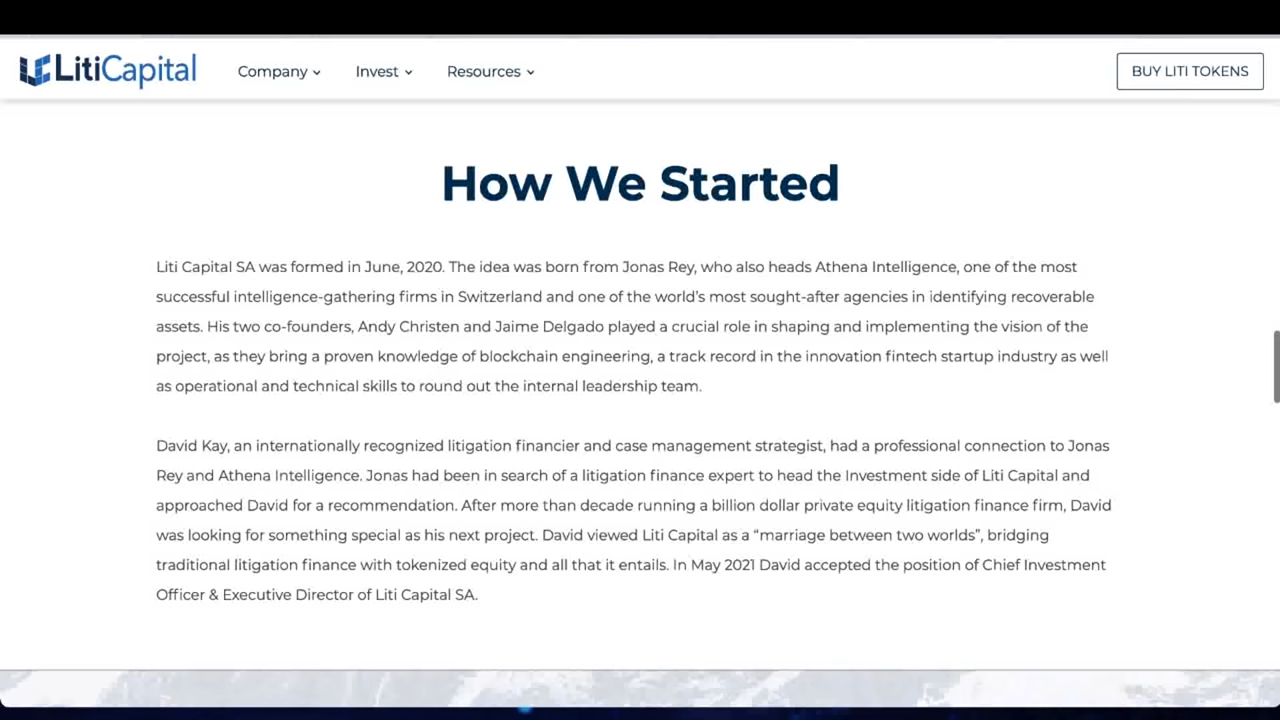 LitiCapital
Company
Invest
Resources
BUY LITI TOKENS
How We Started
Liti Capital SA was formed in June, 2020. The idea was born from Jonas Rey, who also heads Athena Intelligence, one of the most
successful intelligence-gathering firms in Switzerland and one of the world's most sought-after agencies in identifying recoverable
assets. His two co-founders, Andy Christen and Jaime Delgado played a crucial role in shaping and implementing the vision of the
project, as they bring a proven knowledge of blockchain engineering, a track record in the innovation fintech startup industry as well
as operational and technical skills to round out the internal leadership team.
David Kay, an internationally recognized litigation financier and case management strategist, had a professional connection to Jonas
Rey and Athena Intelligence. Jonas had been in search of a litigation finance expert to head the Investment side of Liti Capital and
approached David for a recommendation. After more than decade running a billion dollar private equity litigation finance firm, David
was looking for something special as his next project. David viewed Liti Capital as a “marriage between two worlds”, bridging
traditional litigation finance with tokenized equity and all that it entails. In May 2021 David accepted the position of Chief Investment
Officer & Executive Director of Liti Capital SA.